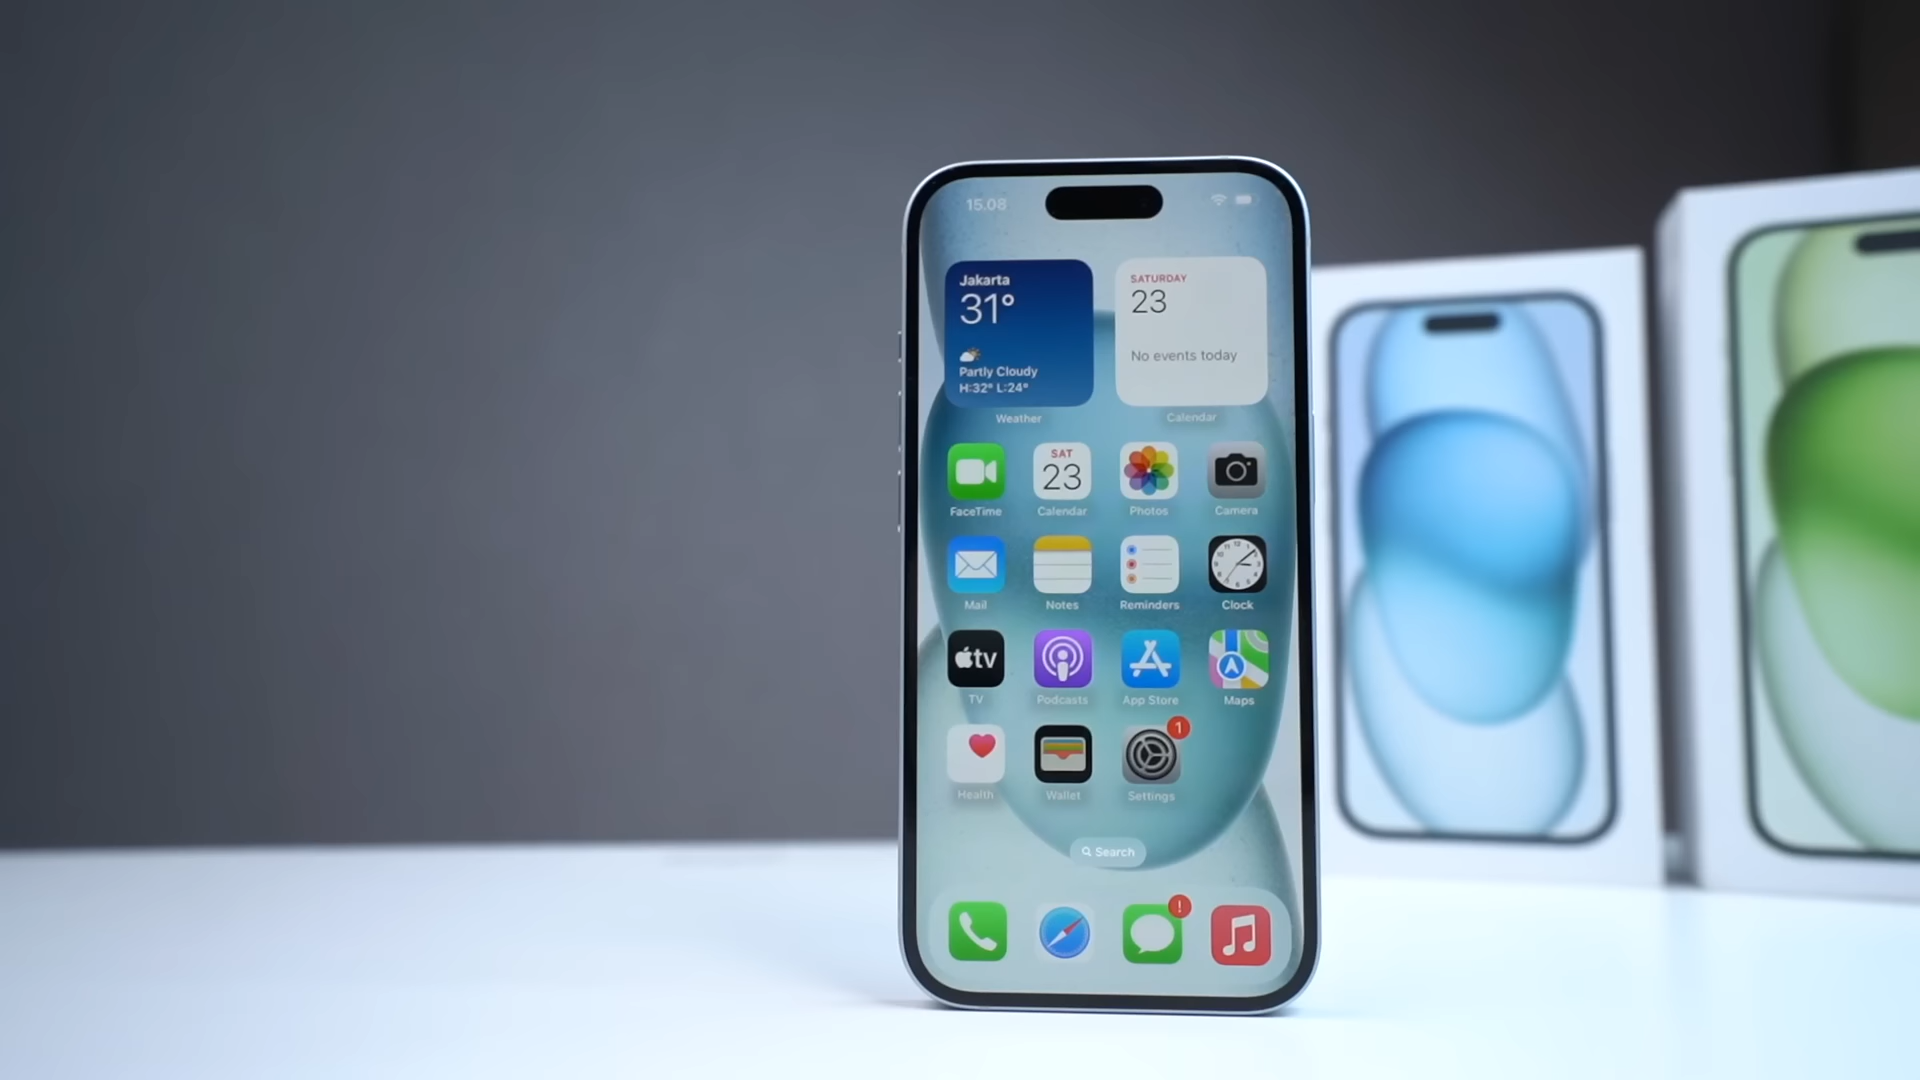 15.08
Jakarta
31°
Partly Cloudy
H:32° L:24°
Weather
SATURDAY
23
No events today
Calendar
FaceTime
SAT
23
Calendar
Photos
Camera
Mail
Notes
Reminders
Clock
tv
TV
Podcasts
App Store
Maps
Health
Wallet
1
Settings
Search
!